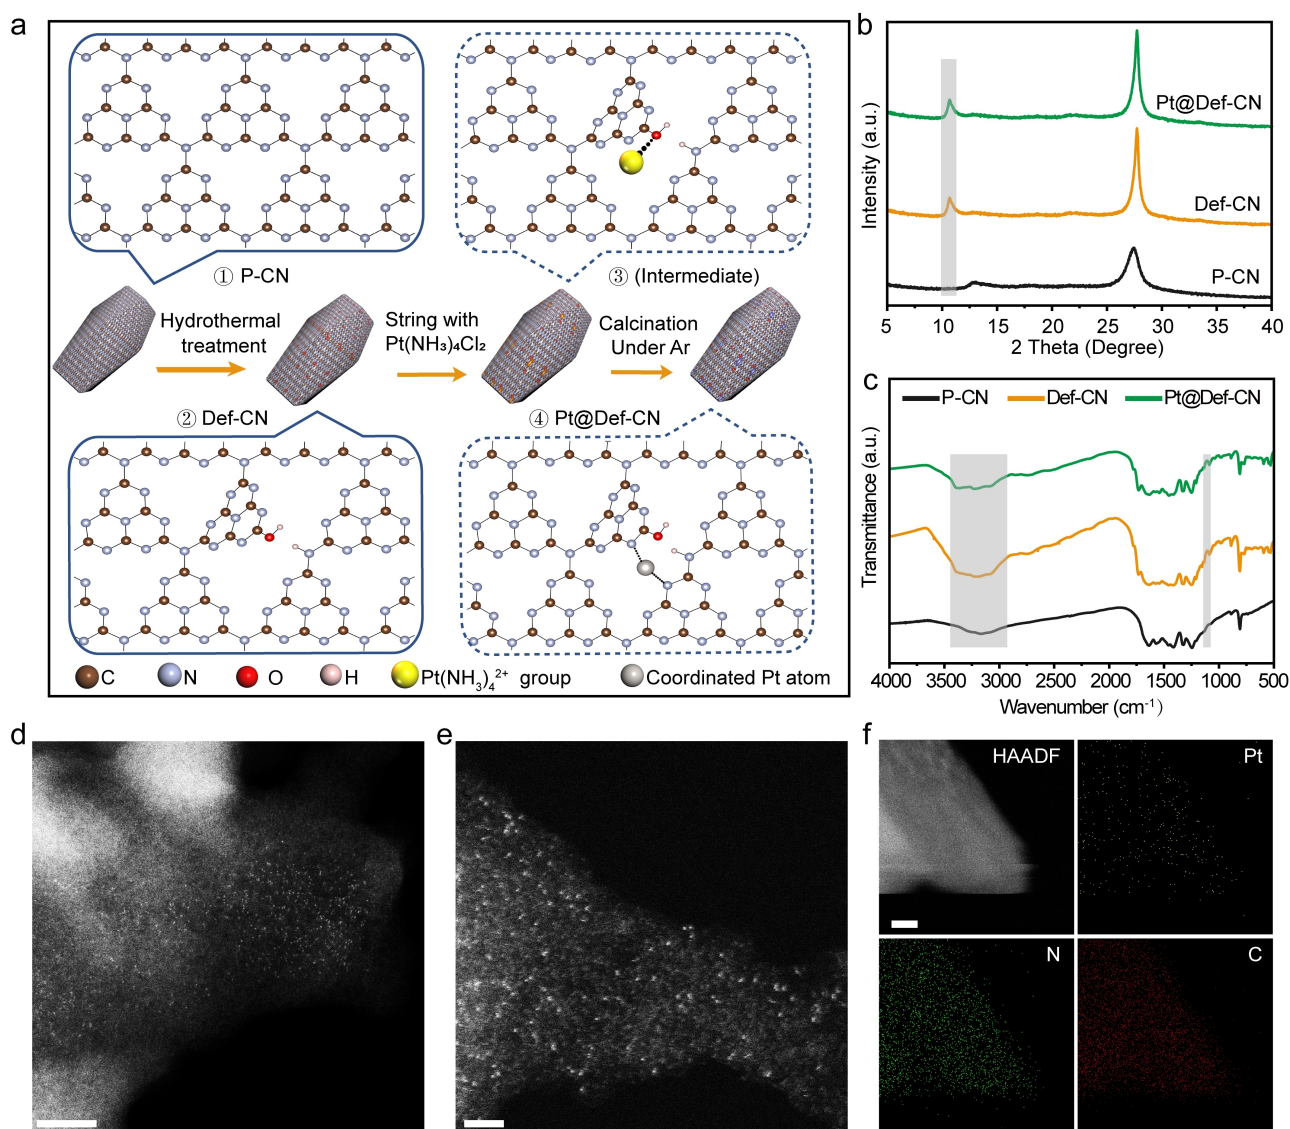 a
① P-CN
③ (Intermediate)
Hydrothermal
treatment
String with
Pt(NH₃)₄Cl₂
Calcination
Under Ar
② Def-CN
④ Pt@Def-CN
C
N
O
H
Pt(NH₃)₄²⁺ group
Coordinated Pt atom
b
Intensity (a.u.)
Pt@Def-CN
Def-CN
P-CN
5 10 15 20 25 30 35 40
2 Theta (Degree)
c
P-CN Def-CN Pt@Def-CN
Transmittance (a.u.)
4000 3500 3000 2500 2000 1500 1000 500
Wavenumber (cm⁻¹)
d
e
f
HAADF
Pt
N
C